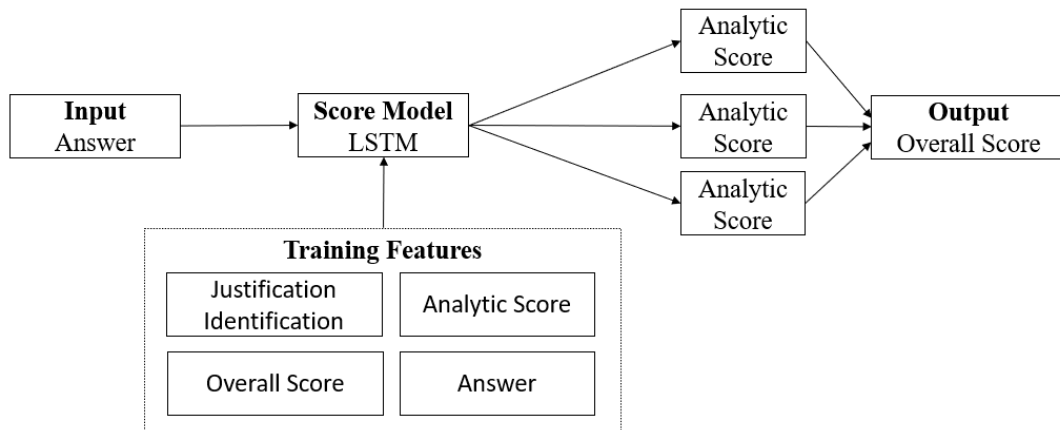 Input
Answer
Score Model
LSTM
Analytic
Score
Analytic
Score
Analytic
Score
Output
Overall Score
Training Features
Justification
Identification
Analytic Score
Overall Score
Answer